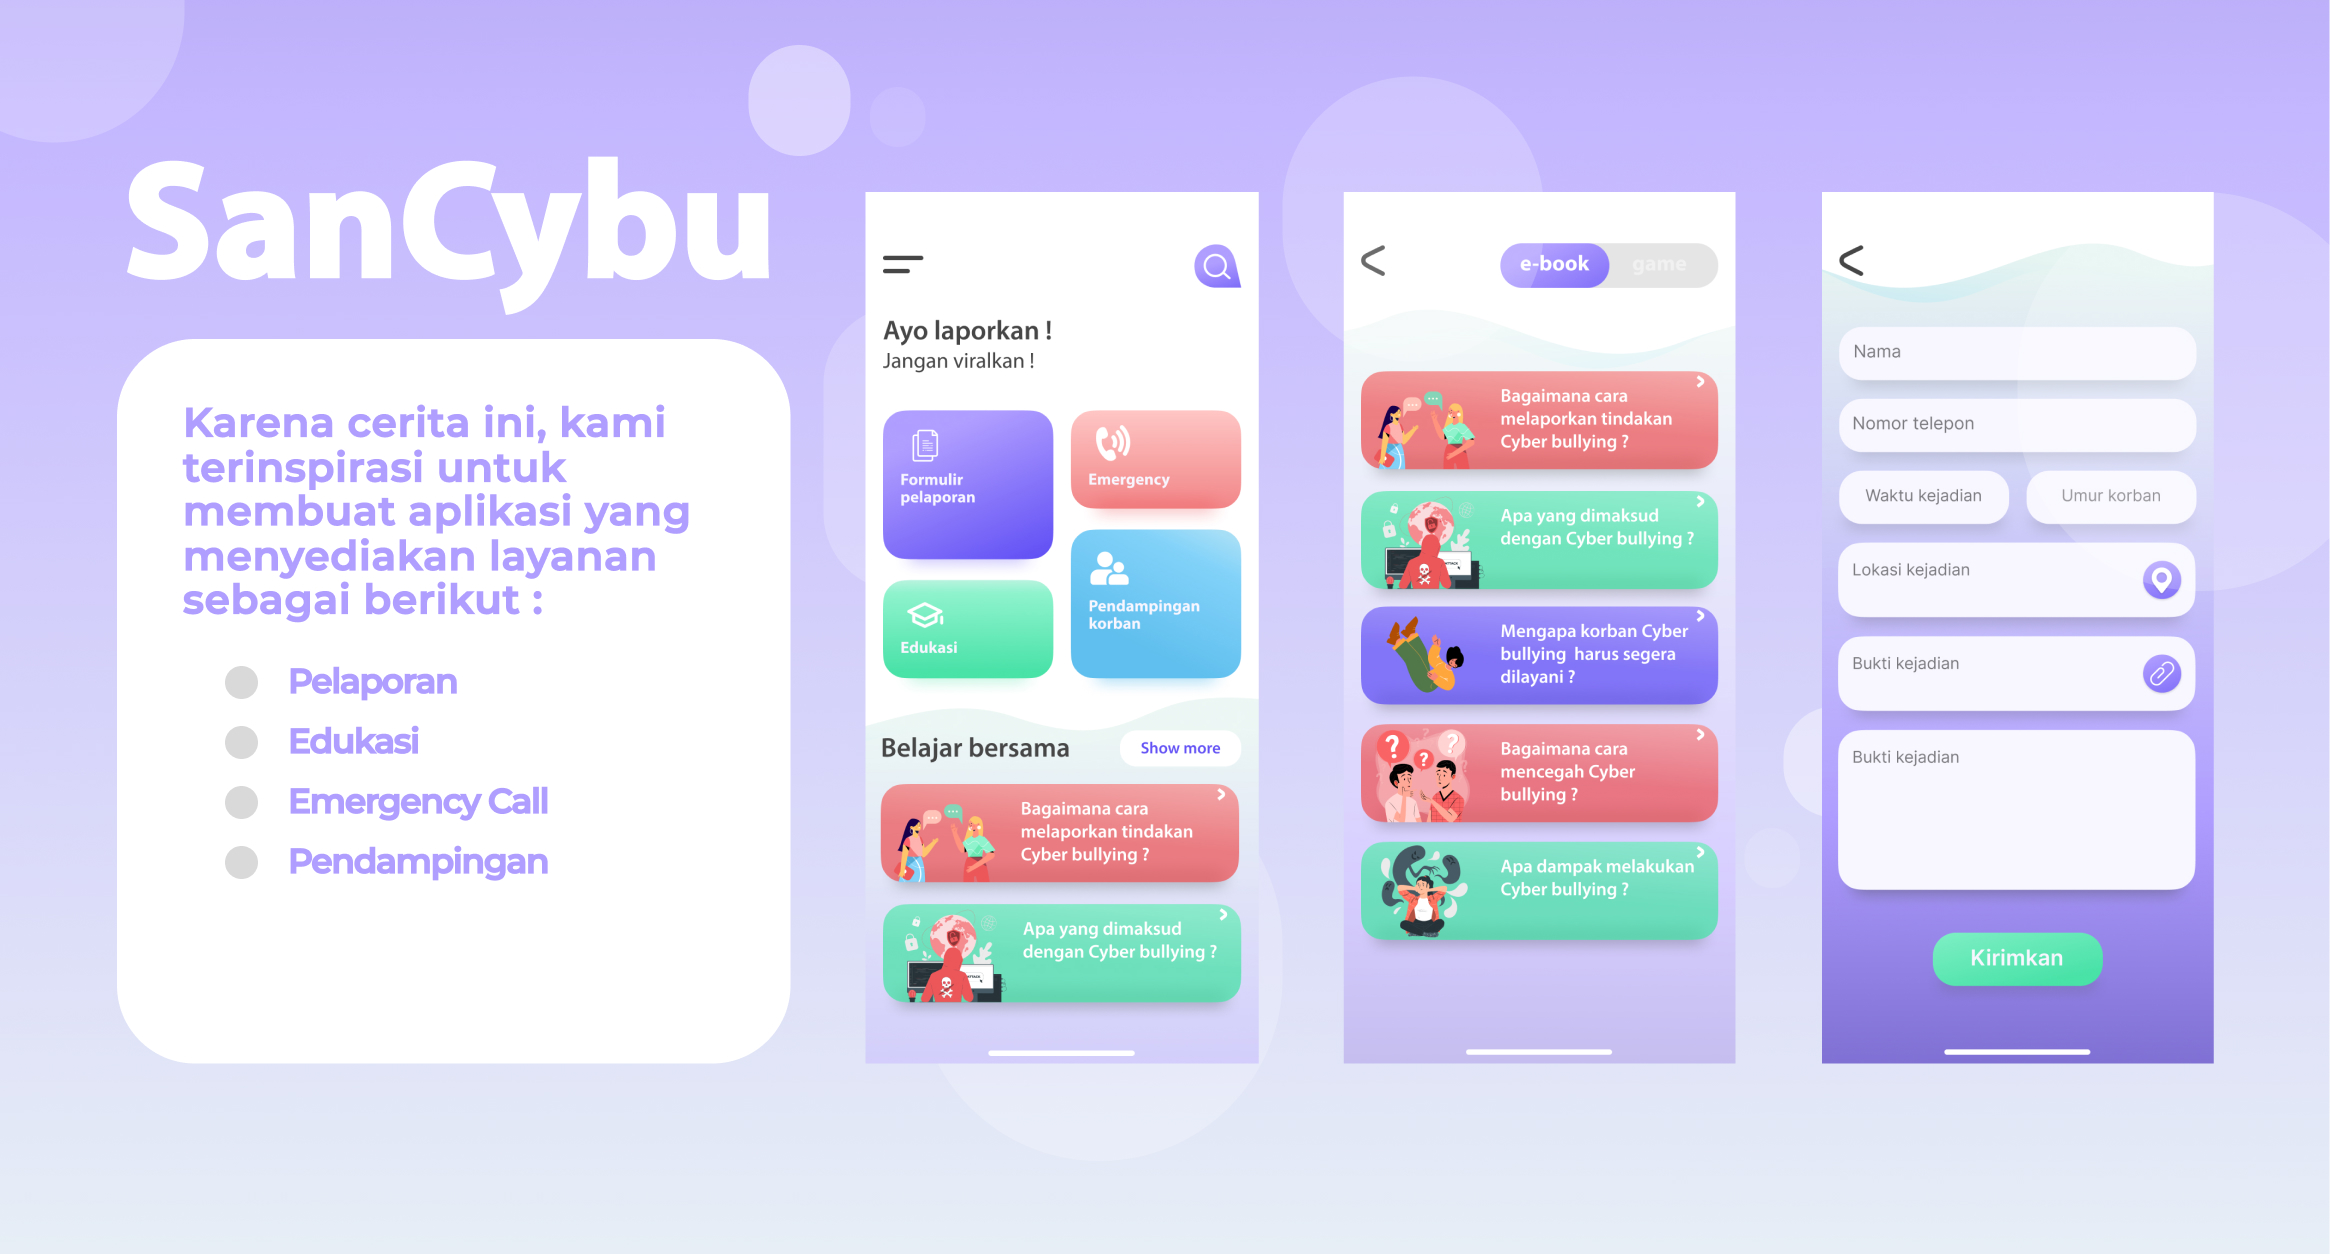 SanCybu
Karena cerita ini, kami
terinspirasi untuk
membuat aplikasi yang
menyediakan layanan
sebagai berikut :
Pelaporan
Edukasi
Emergency Call
Pendampingan
Ayo laporkan !
Jangan viralkan !
Formulir
pelaporan
Emergency
Edukasi
Pendampingan
korban
Belajar bersama
Show more
Bagaimana cara
melaporkan tindakan
Cyber bullying ?
Apa yang dimaksud
dengan Cyber bullying ?
e-book
game
Bagaimana cara
melaporkan tindakan
Cyber bullying ?
Apa yang dimaksud
dengan Cyber bullying ?
Mengapa korban Cyber
bullying  harus segera
dilayani ?
Bagaimana cara
mencegah Cyber
bullying ?
Apa dampak melakukan
Cyber bullying ?
Nama
Nomor telepon
Waktu kejadian
Umur korban
Lokasi kejadian
Bukti kejadian
Bukti kejadian
Kirimkan